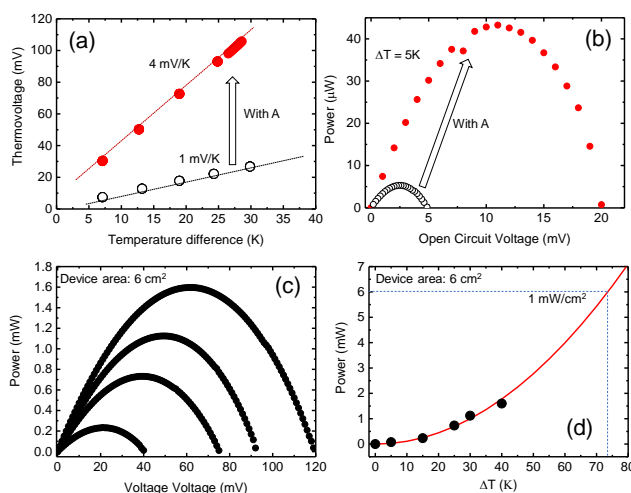 (a)
4 mV/K
With A
1 mV/K
Thermovoltage (mV)
120
100
80
60
40
20
0
0 5 10 15 20 25 30 35 40
Temperature difference (K)
(b)
ΔT = 5K
With A
Power (μW)
40
30
20
10
0
0 5 10 15 20
Open Circuit Voltage (mV)
Device area: 6 cm²
(c)
Power (mW)
1.8
1.6
1.4
1.2
1.0
0.8
0.6
0.4
0.2
0.0
0 20 40 60 80 100 120
Voltage Voltage (mV)
Device area: 6 cm²
1 mW/cm²
(d)
Power (mW)
7
6
5
4
3
2
1
0
0 10 20 30 40 50 60 70 80
ΔT (K)